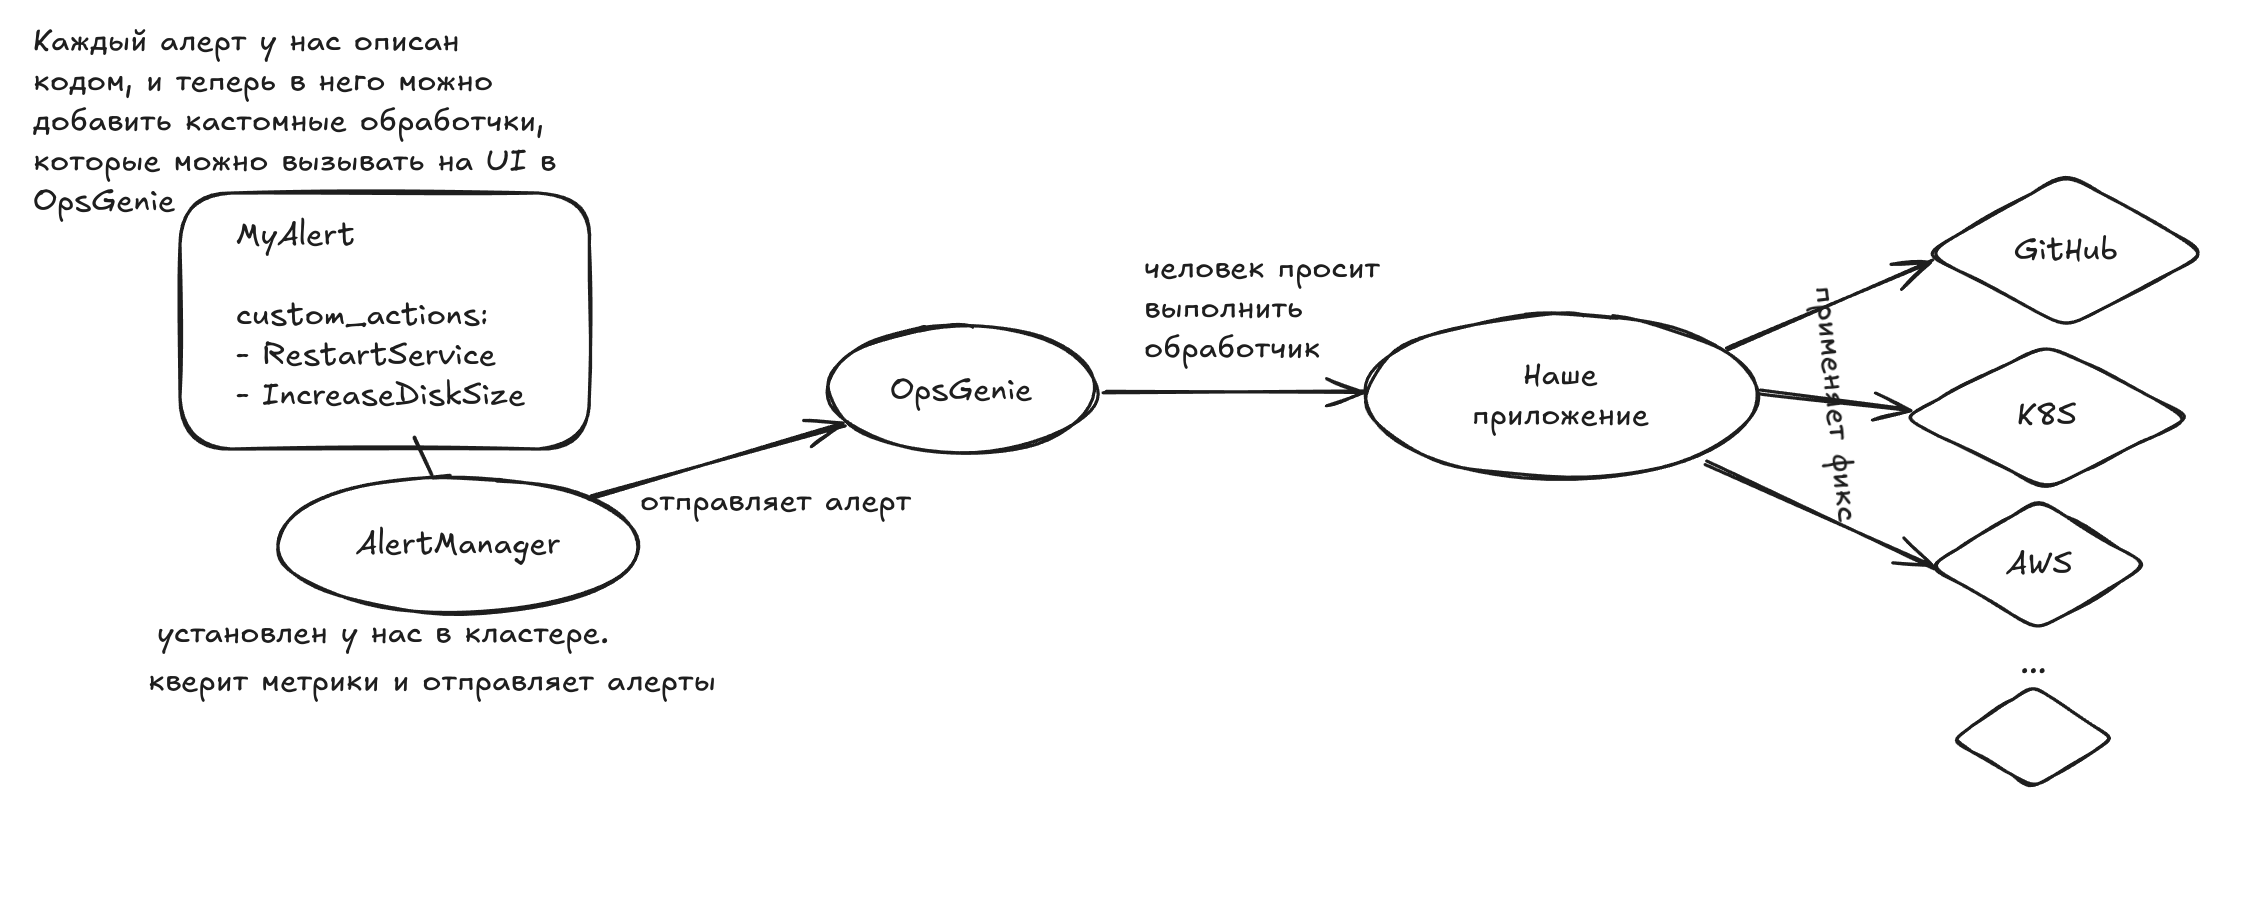 Каждый алерт у нас описан
кодом, и теперь в него можно
добавить кастомные обработчки,
которые можно вызывать на UI в
OpsGenie
MyAlert
custom_actions:
- RestartService
- IncreaseDiskSize
AlertManager
установлен у нас в кластере.
кверит метрики и отправляет алерты
отправляет алерт
OpsGenie
человек просит
выполнить
обработчик
Наше
приложение
применяет фикс
GitHub
K8S
AWS
...